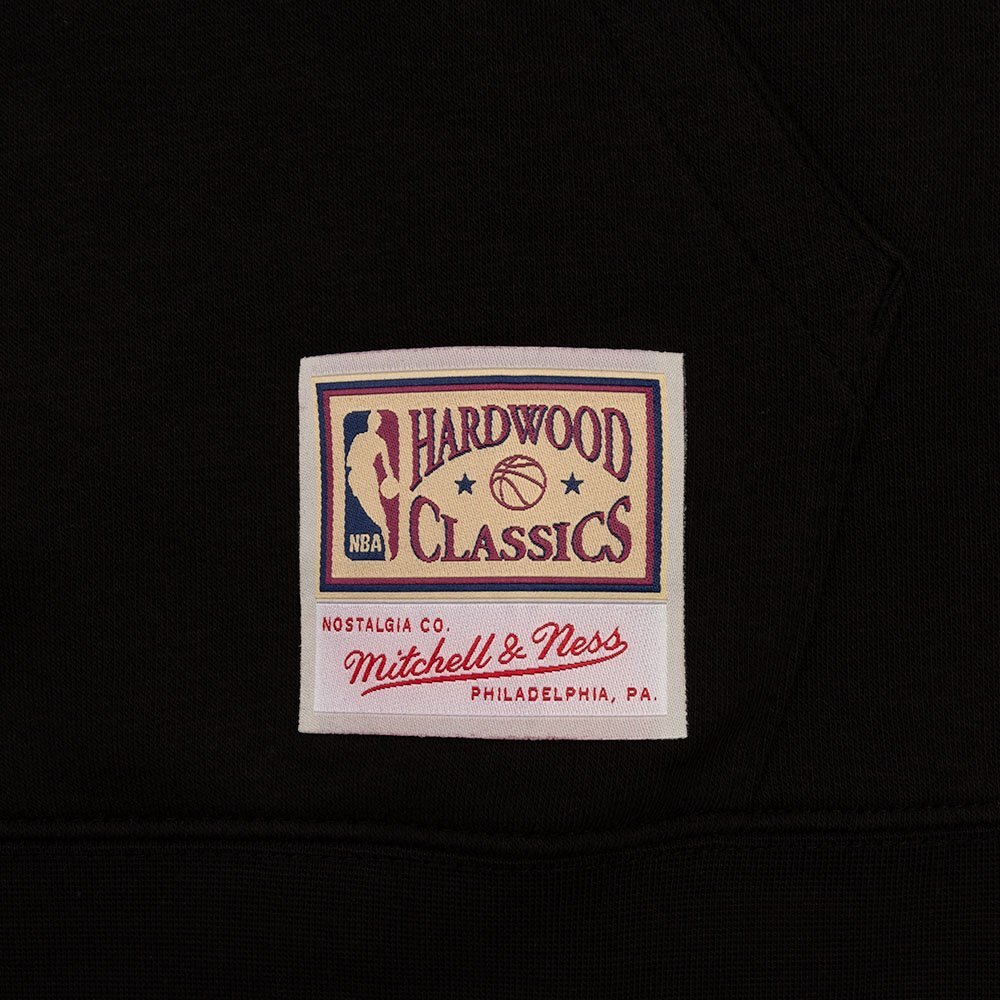 HARDWOOD
NBA
CLASSICS
NOSTALGIA CO.
Mitchell & Ness
PHILADELPHIA, PA.